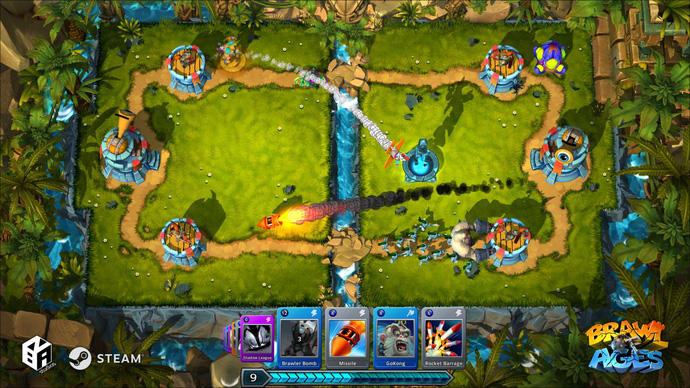 Shadow League
Brawler Bomb
Missile
GoKong
Rocket Barrage
9
STEAM
BRAWL
OF
AGES